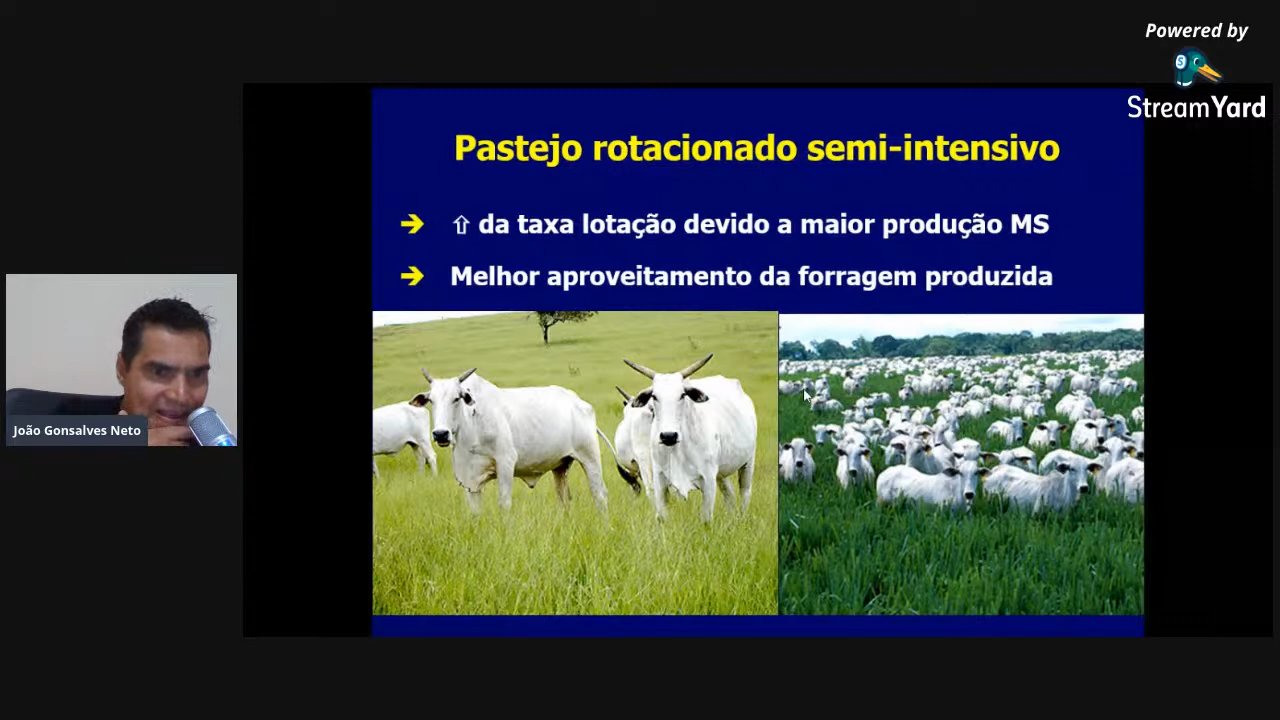 Powered by
StreamYard
Pastejo rotacionado semi-intensivo
➔ ⇧ da taxa lotação devido a maior produção MS
➔ Melhor aproveitamento da forragem produzida
João Gonsalves Neto